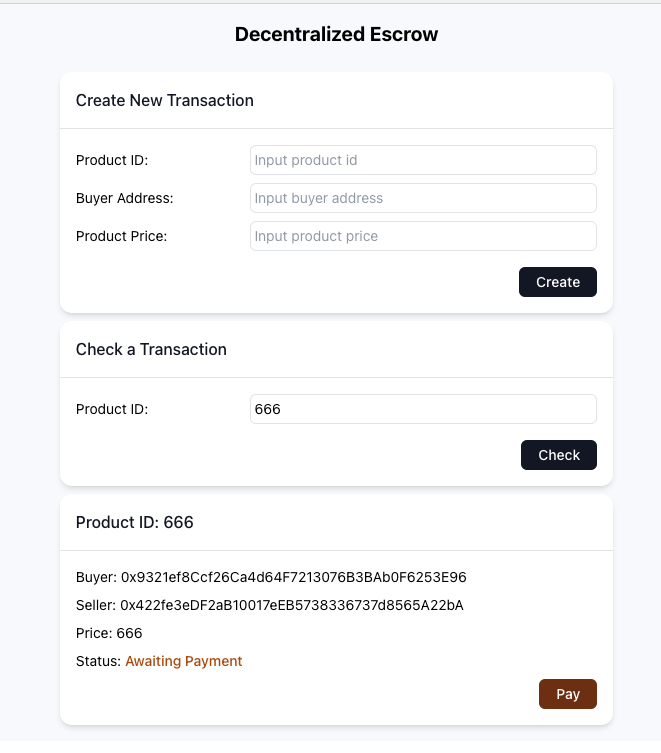 Decentralized Escrow
Create New Transaction
Product ID: Input product id
Buyer Address: Input buyer address
Product Price: Input product price
Create
Check a Transaction
Product ID: 666
Check
Product ID: 666
Buyer: 0x9321ef8Ccf26Ca4d64F7213076B3BAb0F6253E96
Seller: 0x422fe3eDF2aB10017eEB5738336737d8565A22bA
Price: 666
Status: Awaiting Payment
Pay